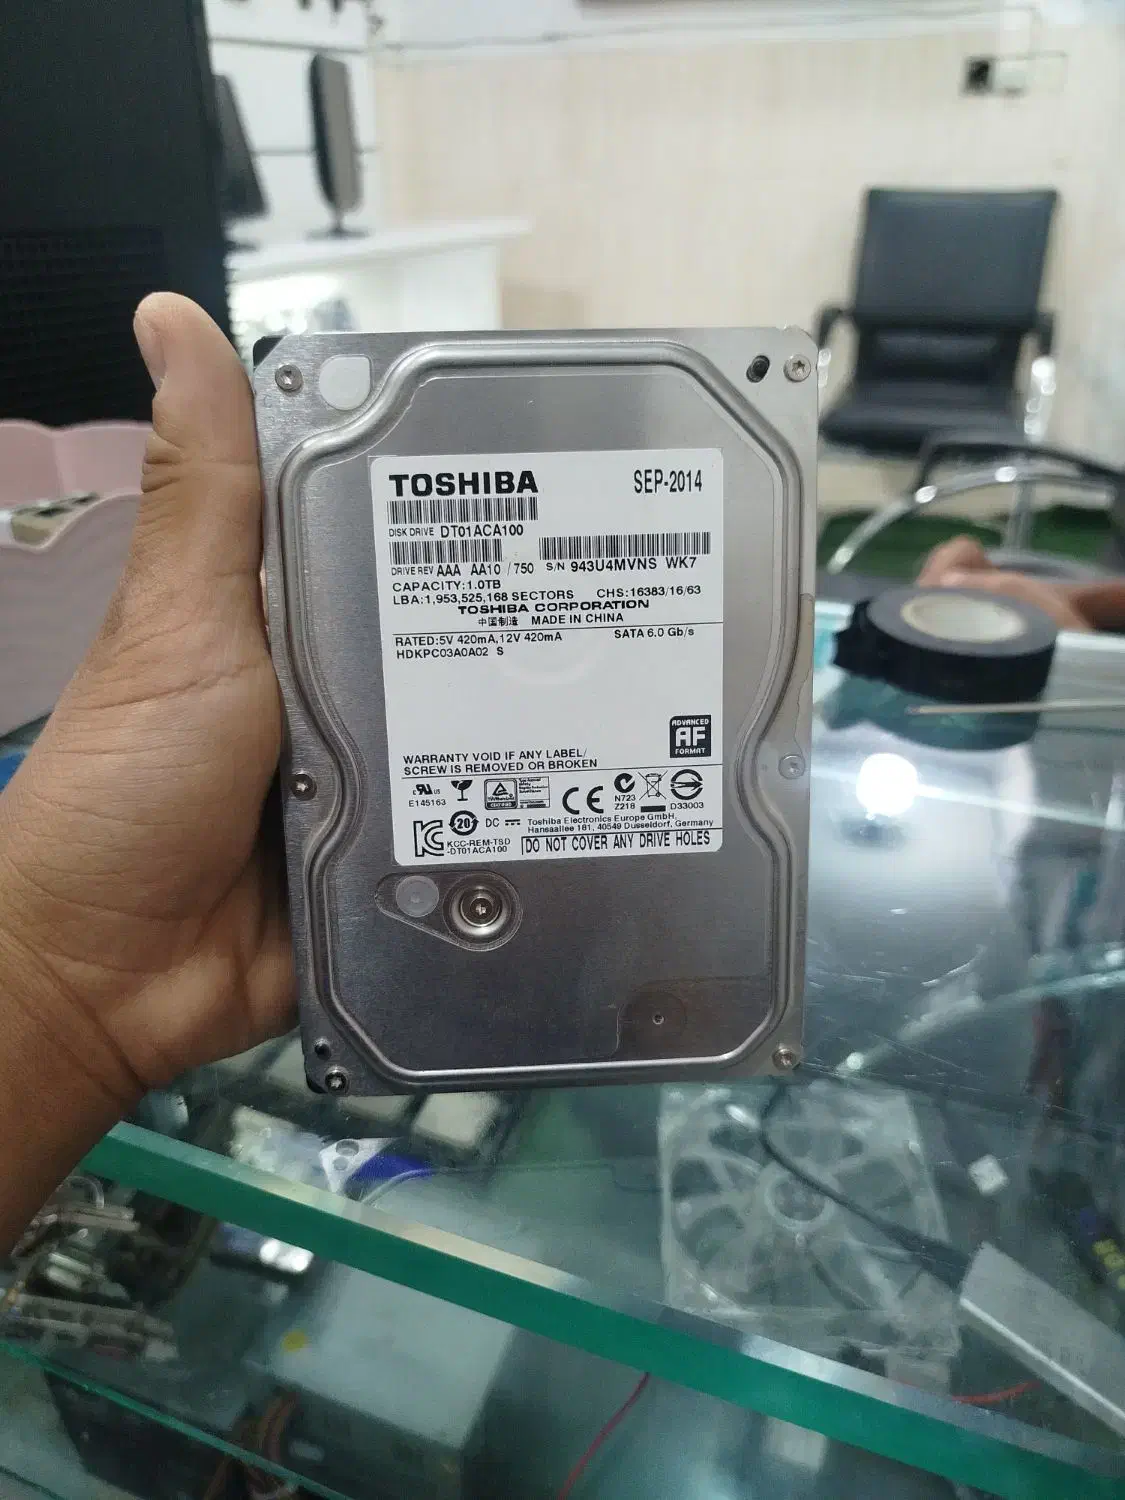 TOSHIBA
SEP-2014
DISK DRIVE DT01ACA100
DRIVE REV AAA AA10 / 750 S/N 943U4MVNS WK7
CAPACITY:1.0TB
LBA:1,953,525,168 SECTORS CHS:16383/16/63
TOSHIBA CORPORATION
中国制造 MADE IN CHINA
RATED:5V 420mA,12V 420mA SATA 6.0 Gb/s
HDKPC03A0A02 S
ADVANCED
AF
FORMAT
WARRANTY VOID IF ANY LABEL/
SCREW IS REMOVED OR BROKEN
E145163
CE
N723
Z218
D33003
20
DC
Toshiba Electronics Europe GmbH,
Hansaallee 181, 40549 Dusseldorf, Germany
KCC-REM-TSD
-DT01ACA100
DO NOT COVER ANY DRIVE HOLES